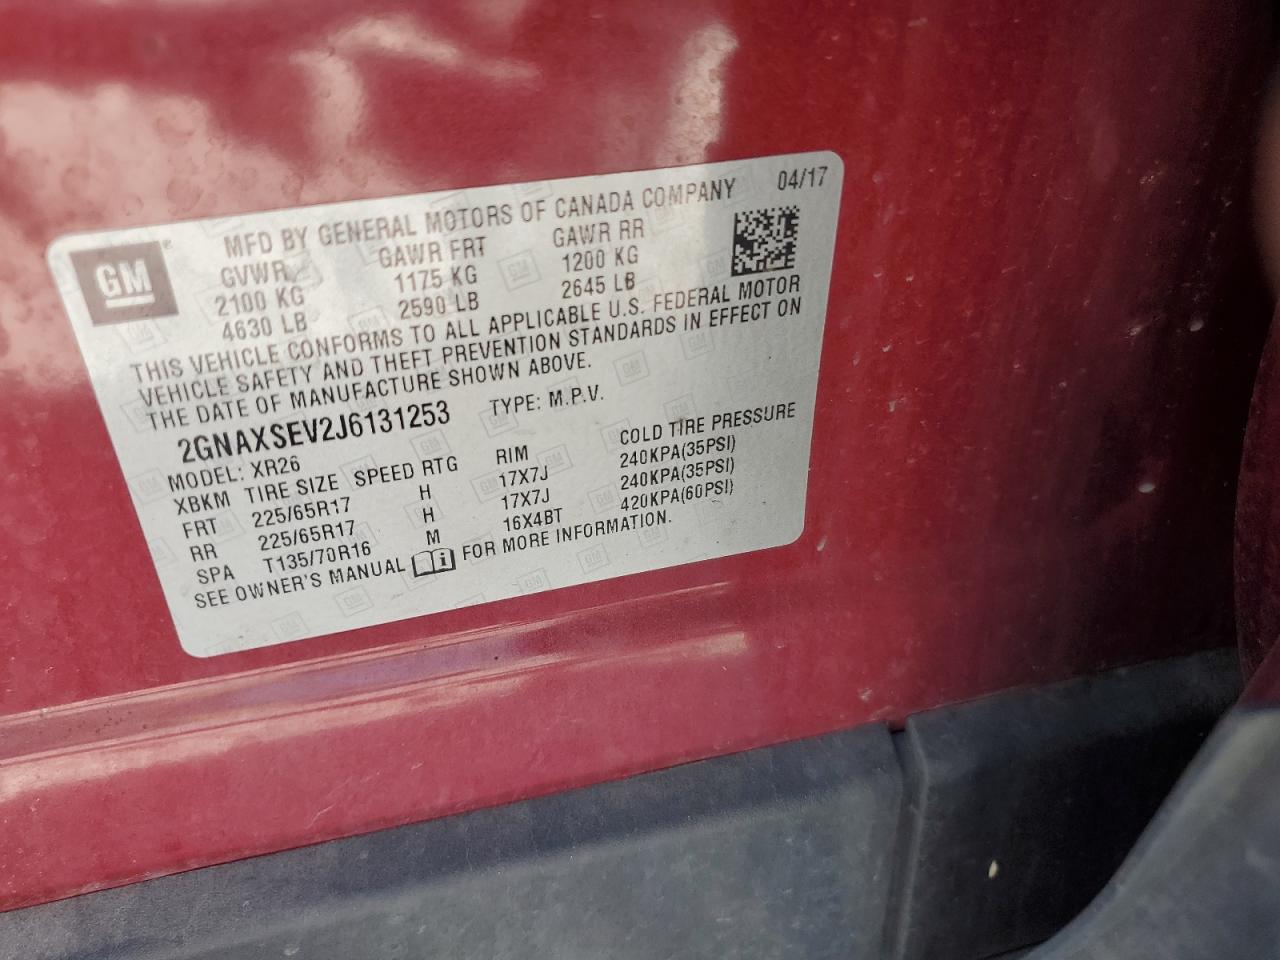 GM
MFD BY GENERAL MOTORS OF CANADA COMPANY 04/17
GVWR GAWR FRT GAWR RR
2100 KG 1175 KG 1200 KG
4630 LB 2590 LB 2645 LB
THIS VEHICLE CONFORMS TO ALL APPLICABLE U.S. FEDERAL MOTOR
VEHICLE SAFETY AND THEFT PREVENTION STANDARDS IN EFFECT ON
THE DATE OF MANUFACTURE SHOWN ABOVE.
2GNAXSEV2J6131253 TYPE: M.P.V.
MODEL: XR26
XBKM TIRE SIZE SPEED RTG RIM COLD TIRE PRESSURE
FRT 225/65R17 H 17X7J 240KPA(35PSI)
RR 225/65R17 H 17X7J 240KPA(35PSI)
SPA T135/70R16 M 16X4BT 420KPA(60PSI)
SEE OWNER'S MANUAL FOR MORE INFORMATION.